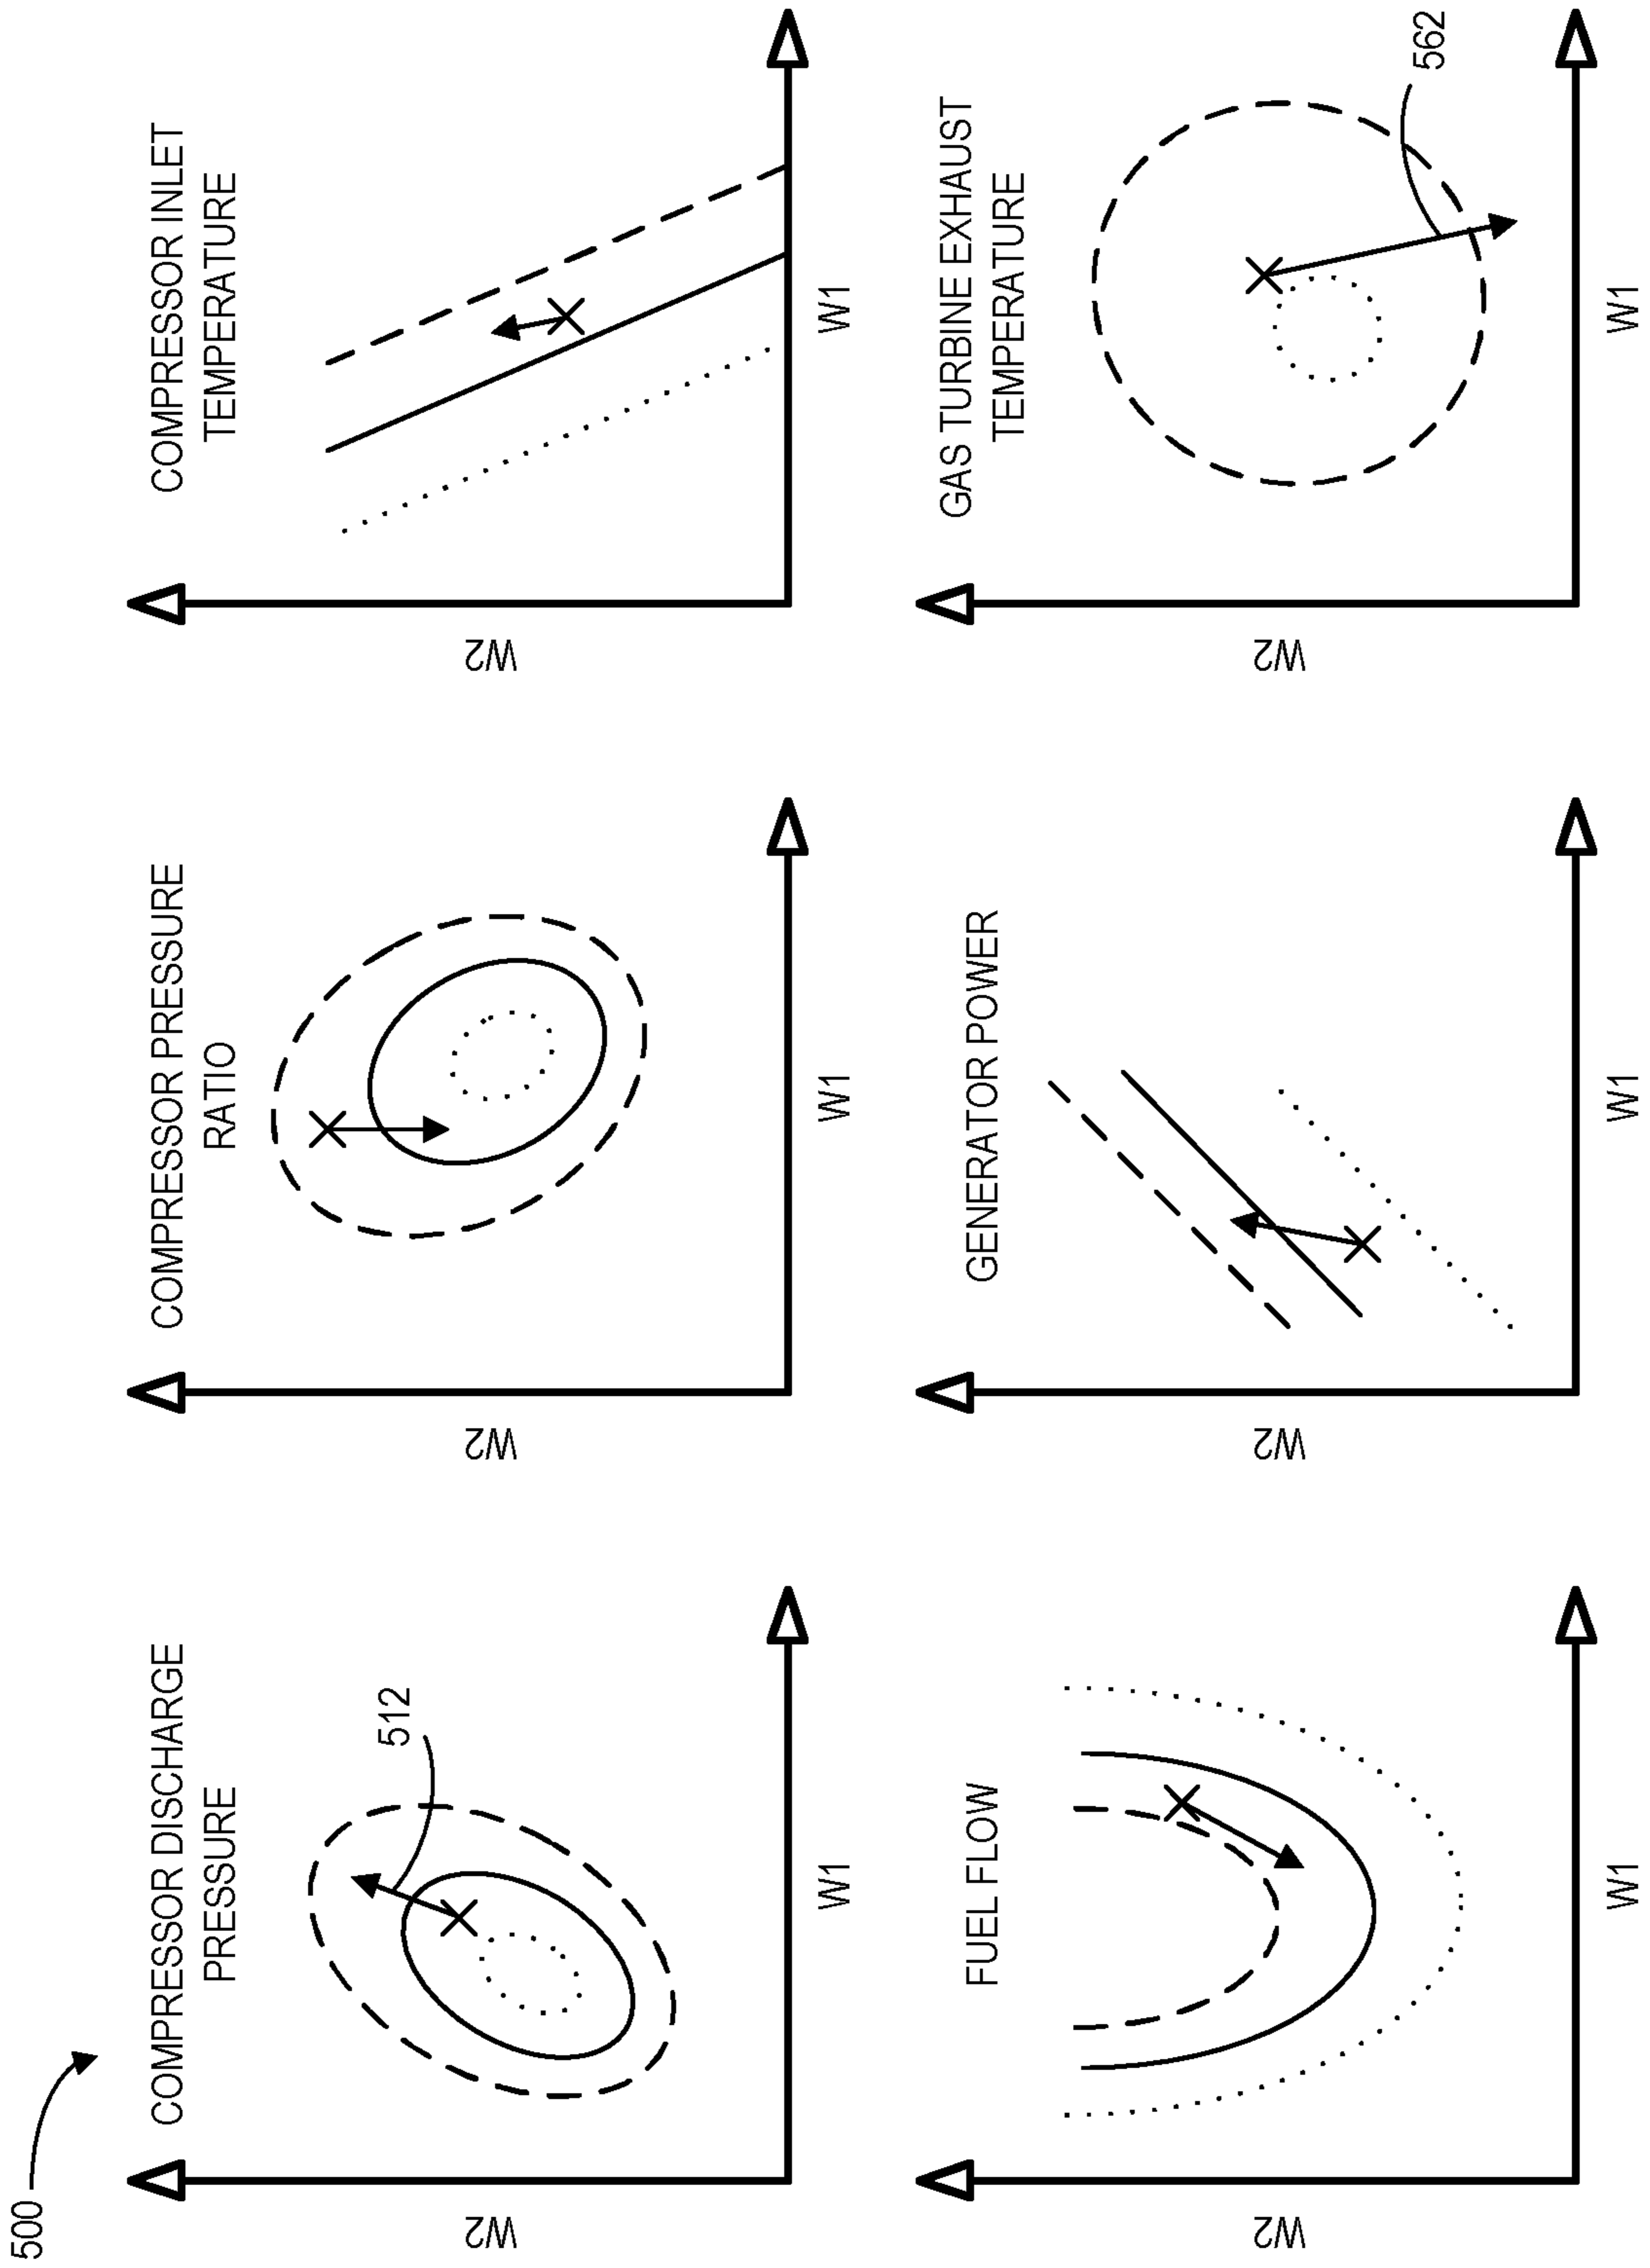 500
COMPRESSOR DISCHARGE
PRESSURE
512
W2
W1
COMPRESSOR PRESSURE
RATIO
W2
W1
COMPRESSOR INLET
TEMPERATURE
W2
W1
FUEL FLOW
W2
W1
GENERATOR POWER
W2
W1
GAS TURBINE EXHAUST
TEMPERATURE
562
W2
W1